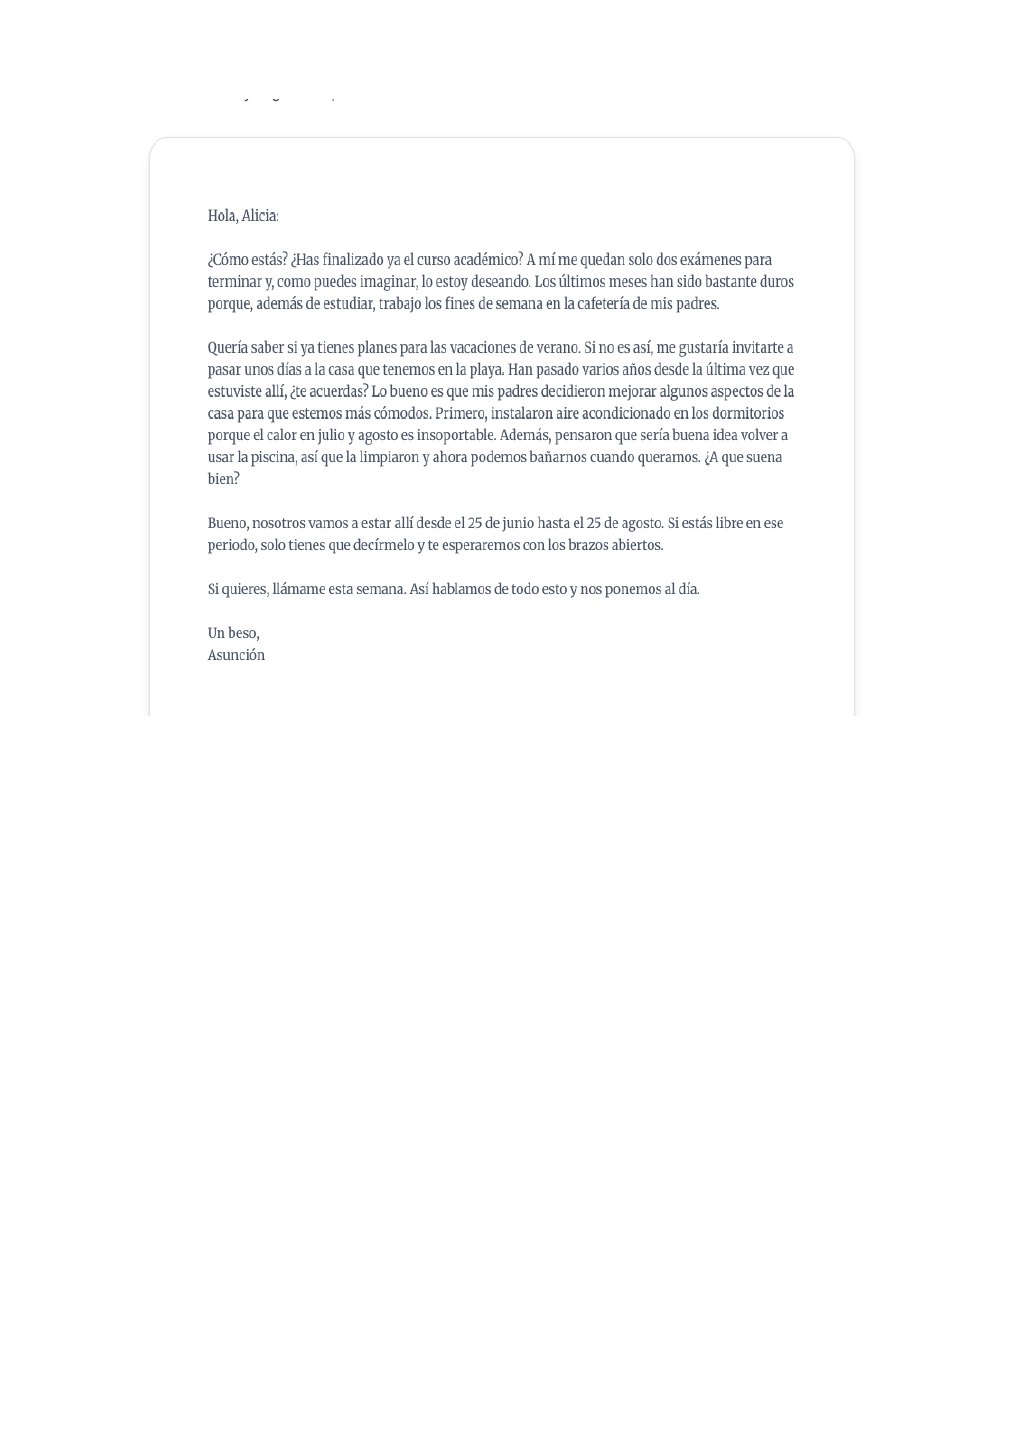 Hola, Alicia:
¿Cómo estás? ¿Has finalizado ya el curso académico? A mí me quedan solo dos exámenes para
terminar y, como puedes imaginar, lo estoy deseando. Los últimos meses han sido bastante duros
porque, además de estudiar, trabajo los fines de semana en la cafetería de mis padres.
Quería saber si ya tienes planes para las vacaciones de verano. Si no es así, me gustaría invitarte a
pasar unos días a la casa que tenemos en la playa. Han pasado varios años desde la última vez que
estuviste allí, ¿te acuerdas? Lo bueno es que mis padres decidieron mejorar algunos aspectos de la
casa para que estemos más cómodos. Primero, instalaron aire acondicionado en los dormitorios
porque el calor en julio y agosto es insoportable. Además, pensaron que sería buena idea volver a
usar la piscina, así que la limpiaron y ahora podemos bañarnos cuando queramos. ¿A que suena
bien?
Bueno, nosotros vamos a estar allí desde el 25 de junio hasta el 25 de agosto. Si estás libre en ese
periodo, solo tienes que decírmelo y te esperaremos con los brazos abiertos.
Si quieres, llámame esta semana. Así hablamos de todo esto y nos ponemos al día.
Un beso,
Asunción